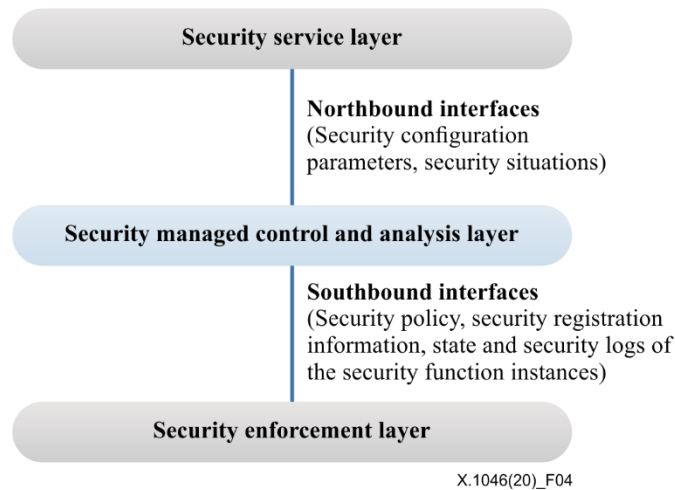 Security service layer
Northbound interfaces
(Security configuration
parameters, security situations)
Security managed control and analysis layer
Southbound interfaces
(Security policy, security registration
information, state and security logs of
the security function instances)
Security enforcement layer
X.1046(20)_F04